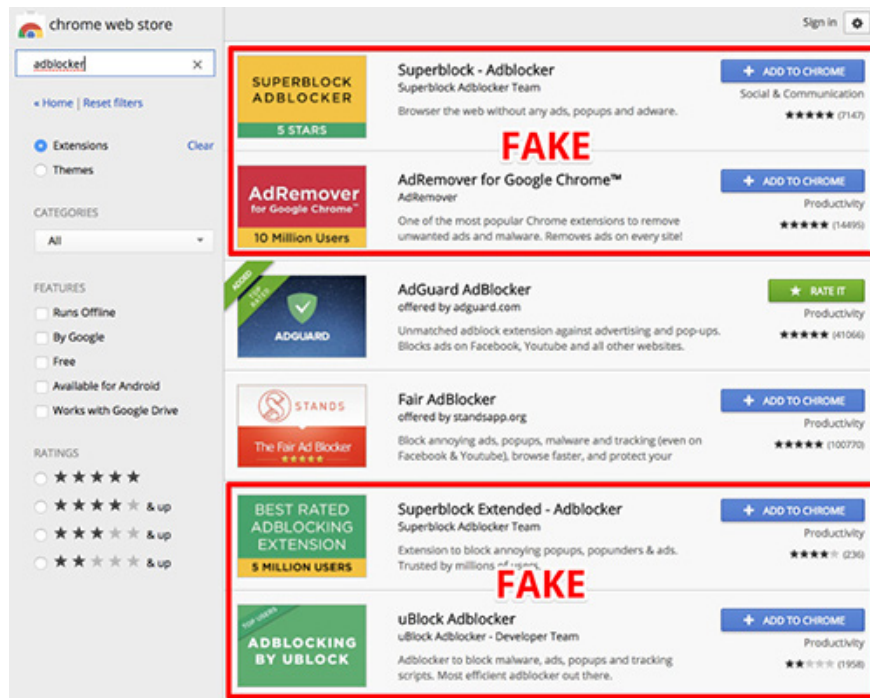 chrome web store
Sign in
adblocker
« Home | Reset filters
Extensions
Clear
Themes
CATEGORIES
All
FEATURES
Runs Offline
By Google
Free
Available for Android
Works with Google Drive
RATINGS
& up
& up
& up
SUPERBLOCK
ADBLOCKER
5 STARS
Superblock - Adblocker
Superblock Adblocker Team
Browser the web without any ads, popups and adware.
+ ADD TO CHROME
Social & Communication
(7147)
FAKE
AdRemover
for Google Chrome™
10 Million Users
AdRemover for Google Chrome™
AdRemover
One of the most popular Chrome extensions to remove
unwanted ads and malware. Removes ads on every site!
+ ADD TO CHROME
Productivity
(14495)
ADDED
TOP RATED
ADGUARD
AdGuard AdBlocker
offered by adguard.com
Unmatched adblock extension against advertising and pop-ups.
Blocks ads on Facebook, Youtube and all other websites.
RATE IT
Productivity
(41066)
STANDS
The Fair Ad Blocker
Fair AdBlocker
offered by standsapp.org
Block annoying ads, popups, malware and tracking (even on
Facebook & Youtube), browse faster, and protect your
+ ADD TO CHROME
Productivity
(100770)
BEST RATED
ADBLOCKING
EXTENSION
5 MILLION USERS
Superblock Extended - Adblocker
Superblock Adblocker Team
Extension to block annoying popups, popunders & ads.
Trusted by millions of users.
+ ADD TO CHROME
Productivity
(236)
FAKE
TOP USERS
ADBLOCKING
BY UBLOCK
uBlock Adblocker
uBlock Adblocker - Developer Team
Adblocker to block malware, ads, popups and tracking
scripts. Most efficient adblocker out there.
+ ADD TO CHROME
Productivity
(1958)